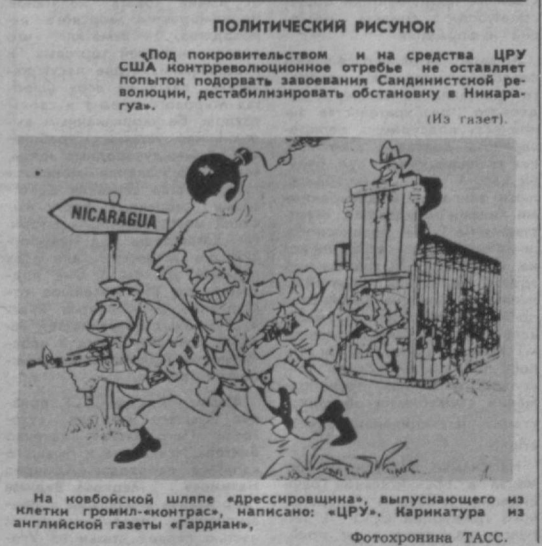 ПОЛИТИЧЕСКИЙ РИСУНОК
«Под покровительством и на средства ЦРУ
США контрреволюционное отребье не оставляет
попыток подорвать завоевания Сандинистской ре-
волюции, дестабилизировать обстановку в Никара-
гуа».
(Из газет).
NICARAGUA
На ковбойской шляпе «дрессировщика», выпускающего из
клетки громил-«контрас», написано: «ЦРУ». Карикатура из
английской газеты «Гардиан».
Фотохроника ТАСС.